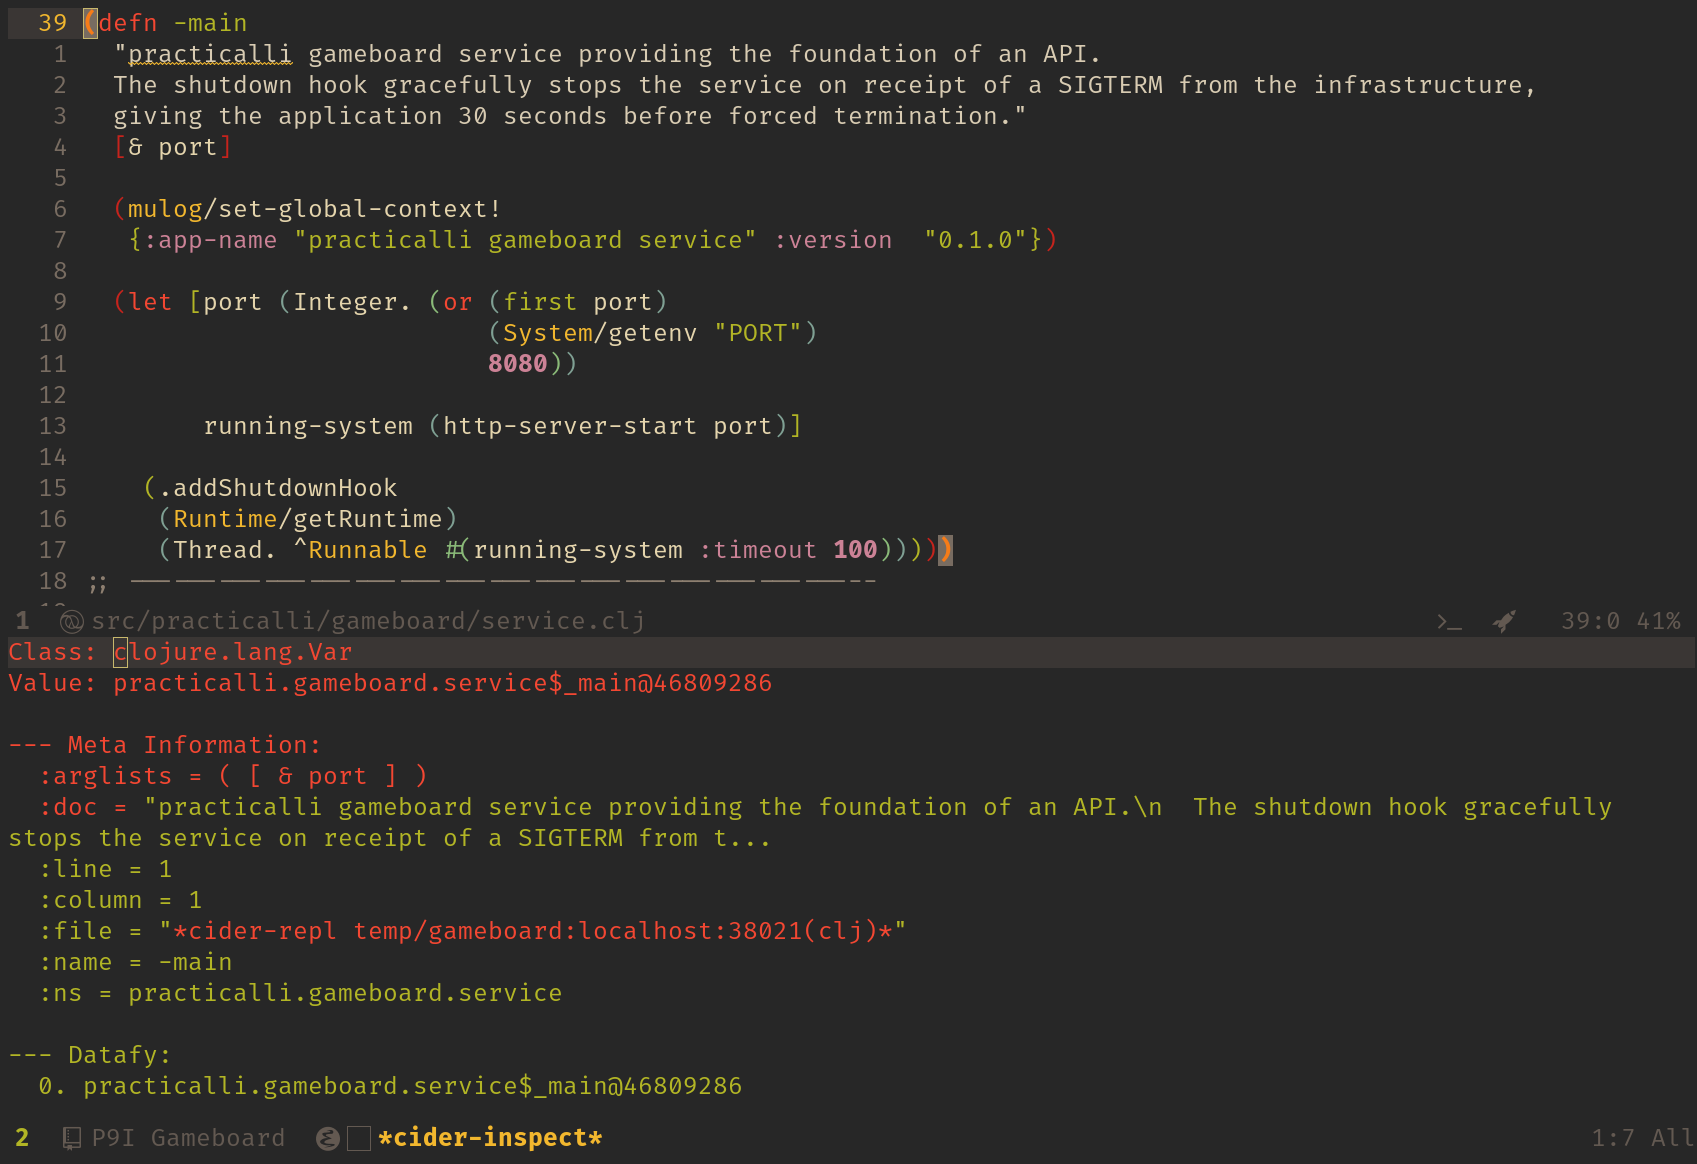 39 (defn -main
1 "practicalli gameboard service providing the foundation of an API.
2 The shutdown hook gracefully stops the service on receipt of a SIGTERM from the infrastructure,
3 giving the application 30 seconds before forced termination."
4 [& port]
5
6 (mulog/set-global-context!
7 {:app-name "practicalli gameboard service" :version  "0.1.0"})
8
9 (let [port (Integer. (or (first port)
10 (System/getenv "PORT")
11 8080))
12
13 running-system (http-server-start port)]
14
15 (.addShutdownHook
16 (Runtime/getRuntime)
17 (Thread. ^Runnable #(running-system :timeout 100)))))
18 ;; --------------------------------------------------
1 src/practicalli/gameboard/service.clj >_ 39:0 41%
Class: clojure.lang.Var
Value: practicalli.gameboard.service$_main@46809286
--- Meta Information:
:arglists = ( [ & port ] )
:doc = "practicalli gameboard service providing the foundation of an API.\n  The shutdown hook gracefully
stops the service on receipt of a SIGTERM from t...
:line = 1
:column = 1
:file = "*cider-repl temp/gameboard:localhost:38021(clj)*"
:name = -main
:ns = practicalli.gameboard.service
--- Datafy:
0. practicalli.gameboard.service$_main@46809286
2 P9I Gameboard *cider-inspect* 1:7 All